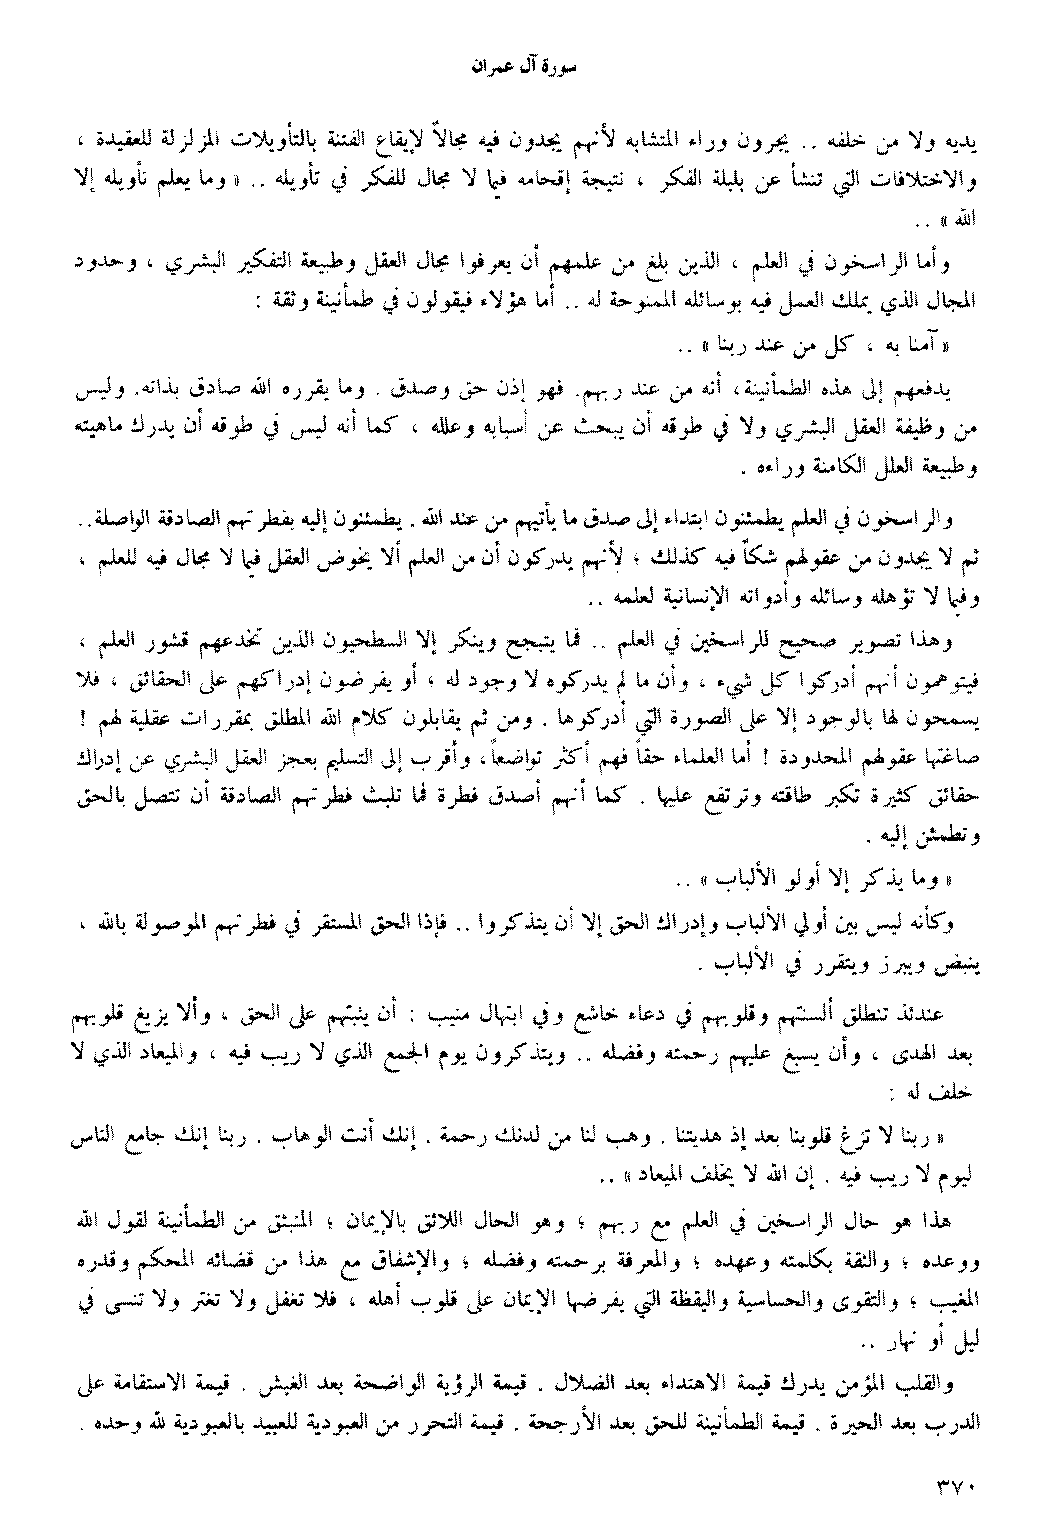 سورة آل عمران
يديه ولا من خلفه .. يجرون وراء المتشابه لأنهم يجدون فيه مجالاً لإيقاع الفتنة بالتأويلات المزلزلة للعقيدة ،
والاختلافات التي تنشأ عن بلبلة الفكر ، نتيجة إقحامه فيما لا مجال للفكر في تأويله .. « وما يعلم تأويله إلا
الله » ..
وأما الراسخون في العلم ، الذين بلغ من علمهم أن يعرفوا مجال العقل وطبيعة التفكير البشري ، وحدود
المجال الذي يملك العمل فيه بوسائله الممنوحة له .. أما هؤلاء فيقولون في طمأنينة وثقة :
« آمنا به ، كل من عند ربنا » ..
يدفعهم إلى هذه الطمأنينة، أنه من عند ربهم. فهو إذن حق وصدق . وما يقرره الله صادق بذاته. وليس
من وظيفة العقل البشري ولا في طوقه أن يبحث عن أسبابه وعلله ، كما أنه ليس في طوقه أن يدرك ماهيته
وطبيعة العلل الكامنة وراءه .
والراسخون في العلم يطمئنون ابتداء إلى صدق ما يأتيهم من عند الله . يطمئنون إليه بفطرتهم الصادقة الواصلة..
ثم لا يجدون من عقولهم شكاً فيه كذلك ؛ لأنهم يدركون أن من العلم ألا يخوض العقل فيما لا مجال فيه للعلم ،
وفيما لا تؤهله وسائله وأدواته الإنسانية لعلمه ..
وهذا تصوير صحيح للراسخين في العلم .. فما يتبجح وينكر إلا السطحيون الذين تخدعهم قشور العلم ،
فيتوهمون أنهم أدركوا كل شيء ، وأن ما لم يدركوه لا وجود له ؛ أو يفرضون إدراكهم على الحقائق ، فلا
يسمحون لها بالوجود إلا على الصورة التي أدركوها . ومن ثم يقابلون كلام الله المطلق بمقررات عقلية لهم !
صاغتها عقولهم المحدودة ! أما العلماء حقاً فهم أكثر تواضعاً، وأقرب إلى التسليم بعجز العقل البشري عن إدراك
حقائق كثيرة تكبر طاقته وترتفع عليها . كما أنهم أصدق فطرة فما تلبث فطرتهم الصادقة أن تتصل بالحق
وتطمئن إليه .
« وما يذكر إلا أولو الألباب » ..
وكأنه ليس بين أولي الألباب وإدراك الحق إلا أن يتذكروا .. فإذا الحق المستقر في فطرتهم الموصولة بالله ،
ينبض ويبرز ويتقرر في الألباب .
عندئذ تنطلق ألسنتهم وقلوبهم في دعاء خاشع وفي ابتهال منيب : أن يثبتهم على الحق ، وألا يزيغ قلوبهم
بعد الهدى ، وأن يسبغ عليهم رحمته وفضله .. ويتذكرون يوم الجمع الذي لا ريب فيه ، والميعاد الذي لا
خلف له :
« ربنا لا تزغ قلوبنا بعد إذ هديتنا . وهب لنا من لدنك رحمة . إنك أنت الوهاب . ربنا إنك جامع الناس
ليوم لا ريب فيه . إن الله لا يخلف الميعاد » ..
هذا هو حال الراسخين في العلم مع ربهم ؛ وهو الحال اللائق بالإيمان ؛ المنبثق من الطمأنينة لقول الله
ووعده ؛ والثقة بكلمته وعهده ؛ والمعرفة برحمته وفضله ؛ والإشفاق مع هذا من قضائه المحكم وقدره
المغيب ؛ والتقوى والحساسية واليقظة التي يفرضها الإيمان على قلوب أهله ، فلا تغفل ولا تغتر ولا تنسى في
ليل أو نهار ..
والقلب المؤمن يدرك قيمة الاهتداء بعد الضلال . قيمة الرؤية الواضحة بعد الغبش . قيمة الاستقامة على
الدرب بعد الحيرة . قيمة الطمأنينة للحق بعد الأرجحة . قيمة التحرر من العبودية للعبيد بالعبودية لله وحده .
٣٧٠